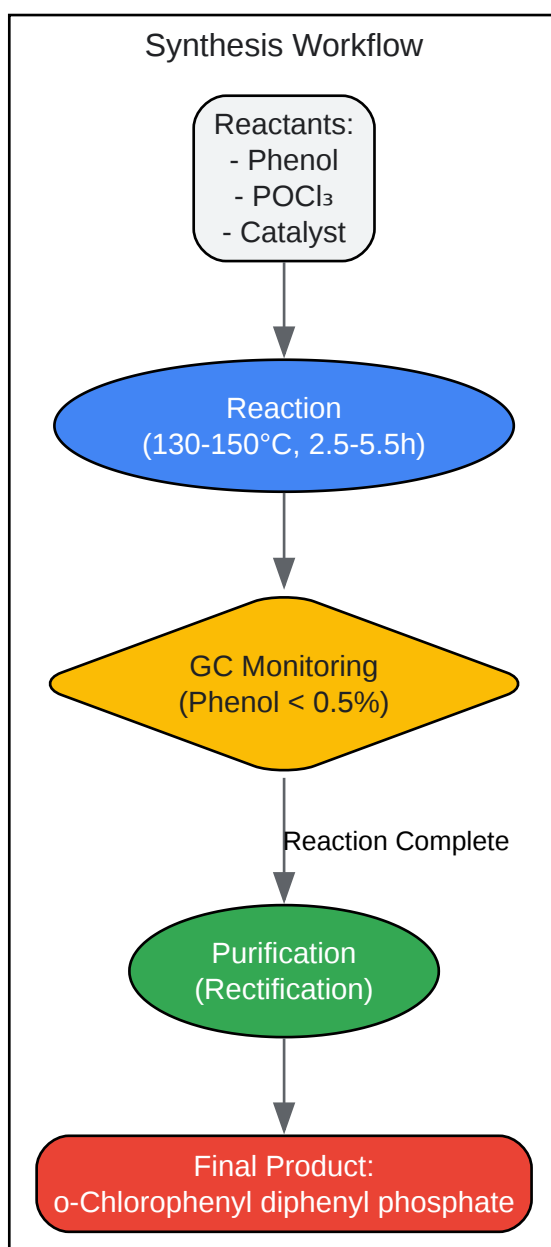 Synthesis Workflow
Reactants:
- Phenol
- POCl₃
- Catalyst
Reaction
(130-150°C, 2.5-5.5h)
GC Monitoring
(Phenol < 0.5%)
Reaction Complete
Purification
(Rectification)
Final Product:
o-Chlorophenyl diphenyl phosphate